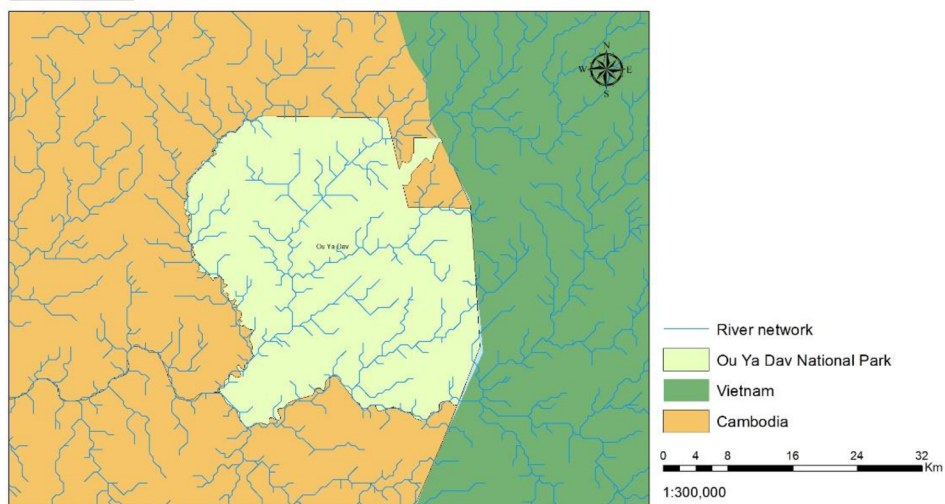 N
W E
S
Ou Ya Dav
River network
Ou Ya Dav National Park
Vietnam
Cambodia
0 4 8 16 24 32
Km
1:300,000